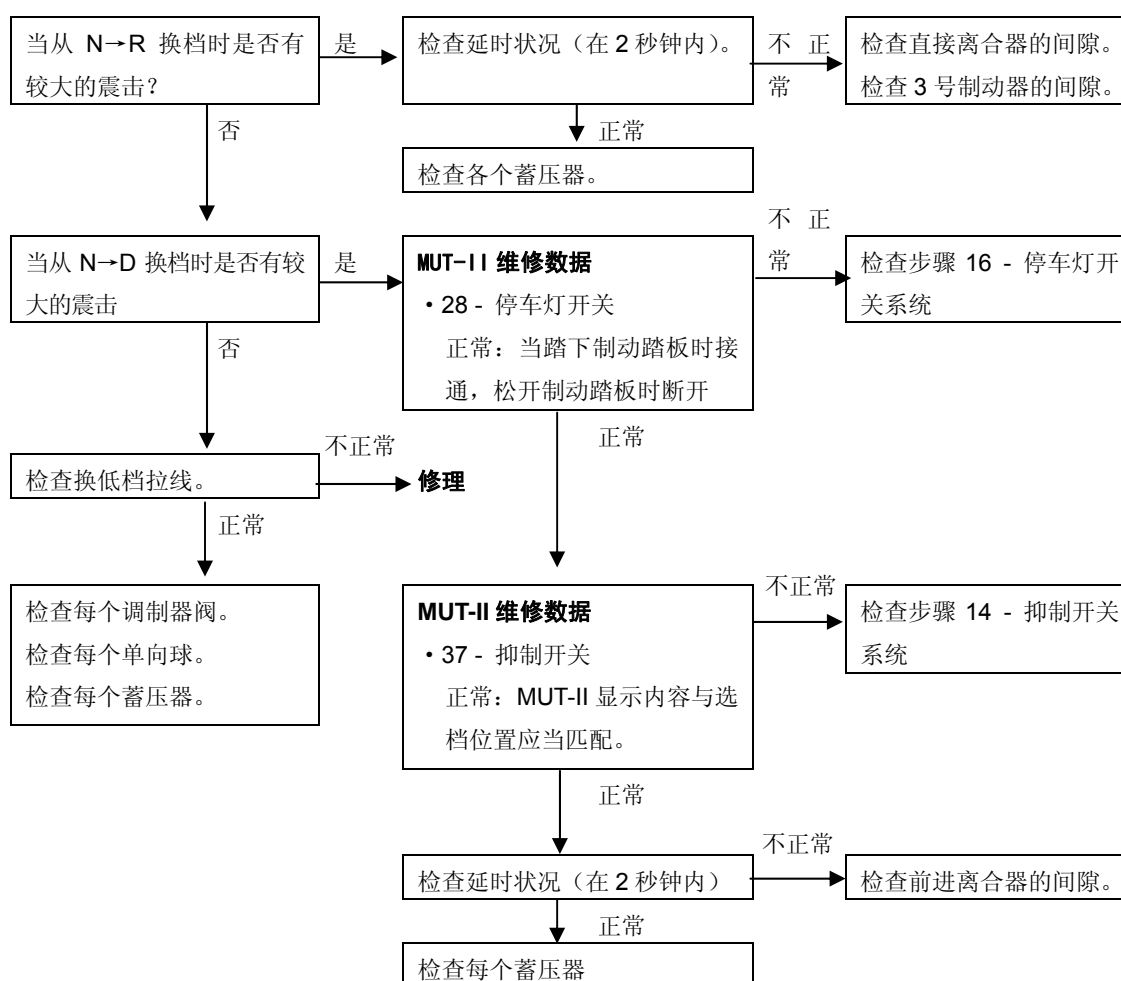 当从 N→R 换档时是否有
较大的震击？
是
检查延时状况（在 2 秒钟内）。
不 正
常
检查直接离合器的间隙。
检查 3 号制动器的间隙。
否
正常
检查各个蓄压器。
当从 N→D 换档时是否有较
大的震击
是
MUT-II 维修数据
・28 - 停车灯开关
正常：当踏下制动踏板时接
通，松开制动踏板时断开
不 正
常
检查步骤 16 - 停车灯开
关系统
否
正常
检查换低档拉线。
不正常
修理
正常
检查每个调制器阀。
检查每个单向球。
检查每个蓄压器。
MUT-II 维修数据
・37 - 抑制开关
正常：MUT-II 显示内容与选
档位置应当匹配。
不正常
检查步骤 14 - 抑制开关
系统
正常
检查延时状况（在 2 秒钟内）
不正常
检查前进离合器的间隙。
正常
检查每个蓄压器